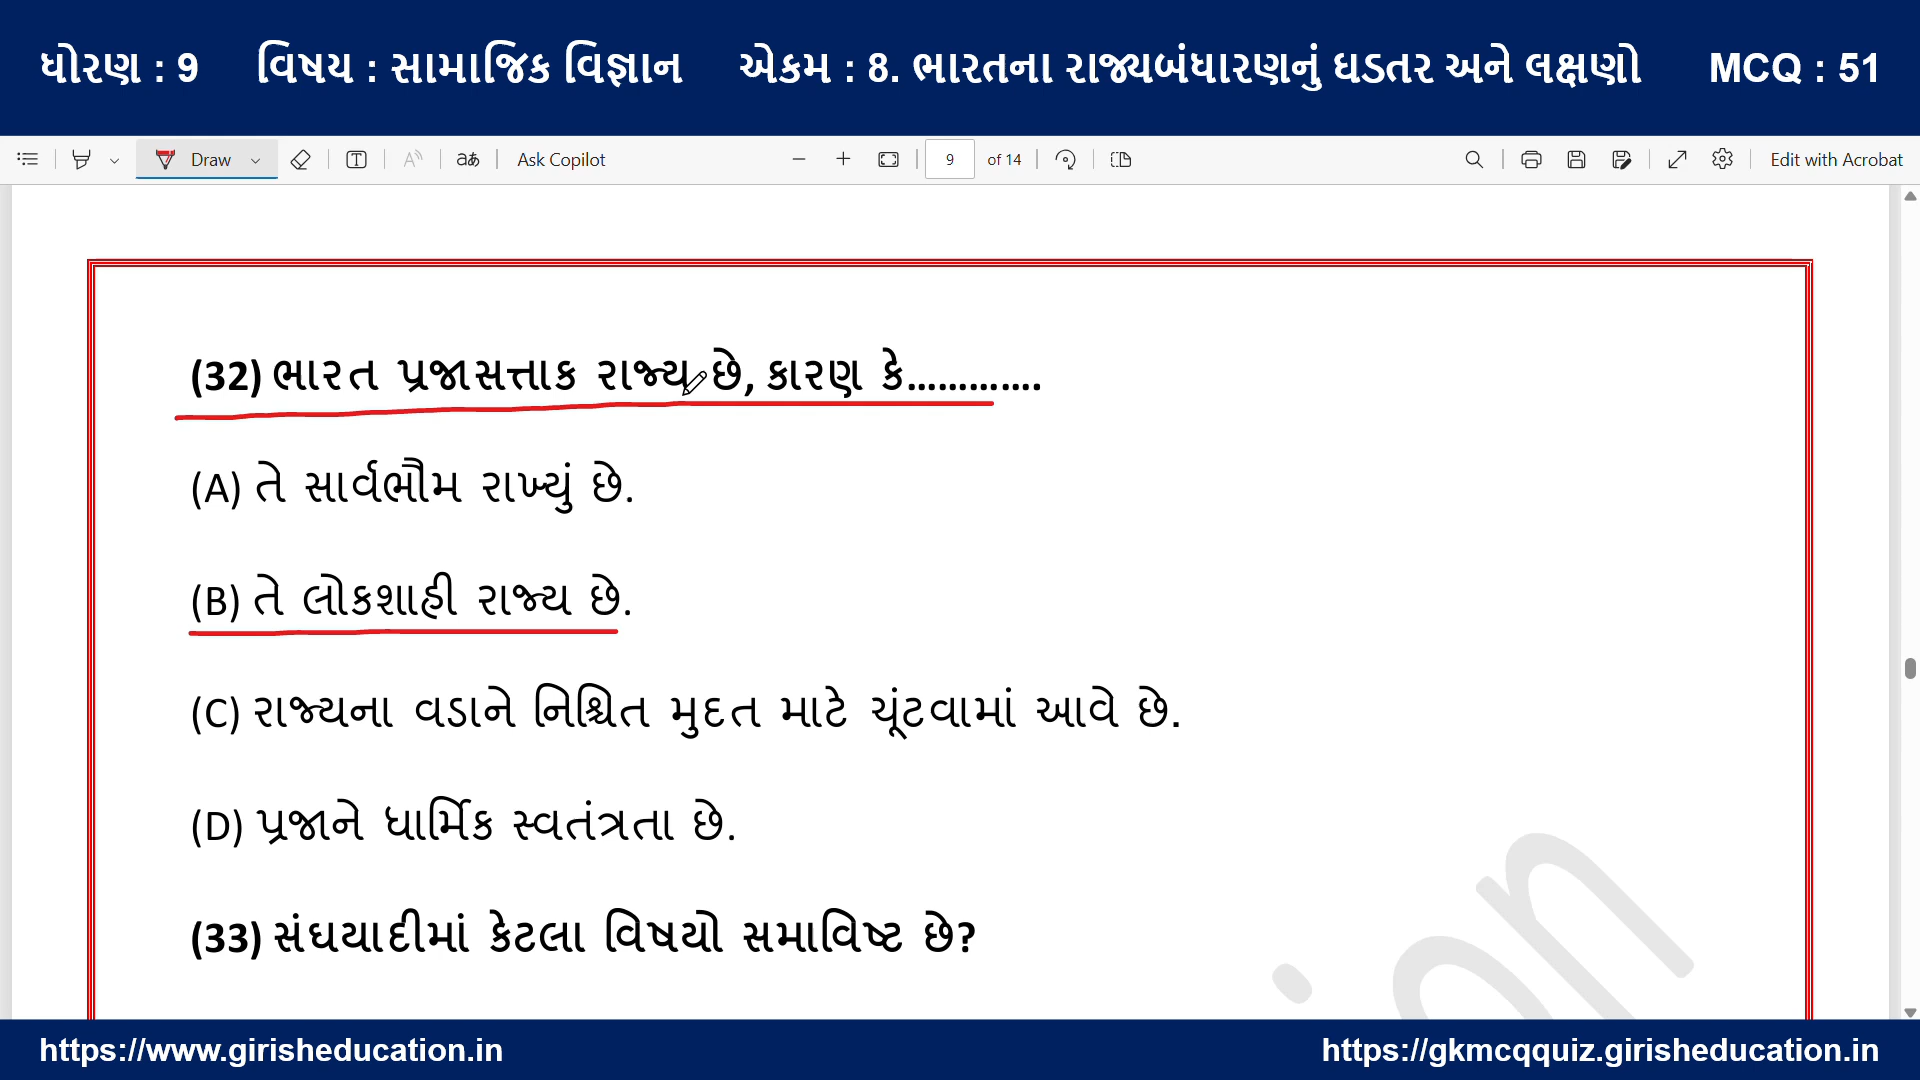 ધોરણ : 9 વિષય : સામાજિક વિજ્ઞાન એકમ : 8. ભારતના રાજ્યબંધારણનું ઘડતર અને લક્ષણો MCQ : 51
Draw aあ Ask Copilot 9 of 14 Edit with Acrobat
(32) ભારત પ્રજાસત્તાક રાજ્ય છે, કારણ કે.............
(A) તે સાર્વભૌમ રાખ્યું છે.
(B) તે લોકશાહી રાજ્ય છે.
(C) રાજ્યના વડાને નિશ્ચિત મુદત માટે ચૂંટવામાં આવે છે.
(D) પ્રજાને ધાર્મિક સ્વતંત્રતા છે.
(33) સંઘયાદીમાં કેટલા વિષયો સમાવિષ્ટ છે?
https://www.girisheducation.in https://gkmcqquiz.girisheducation.in